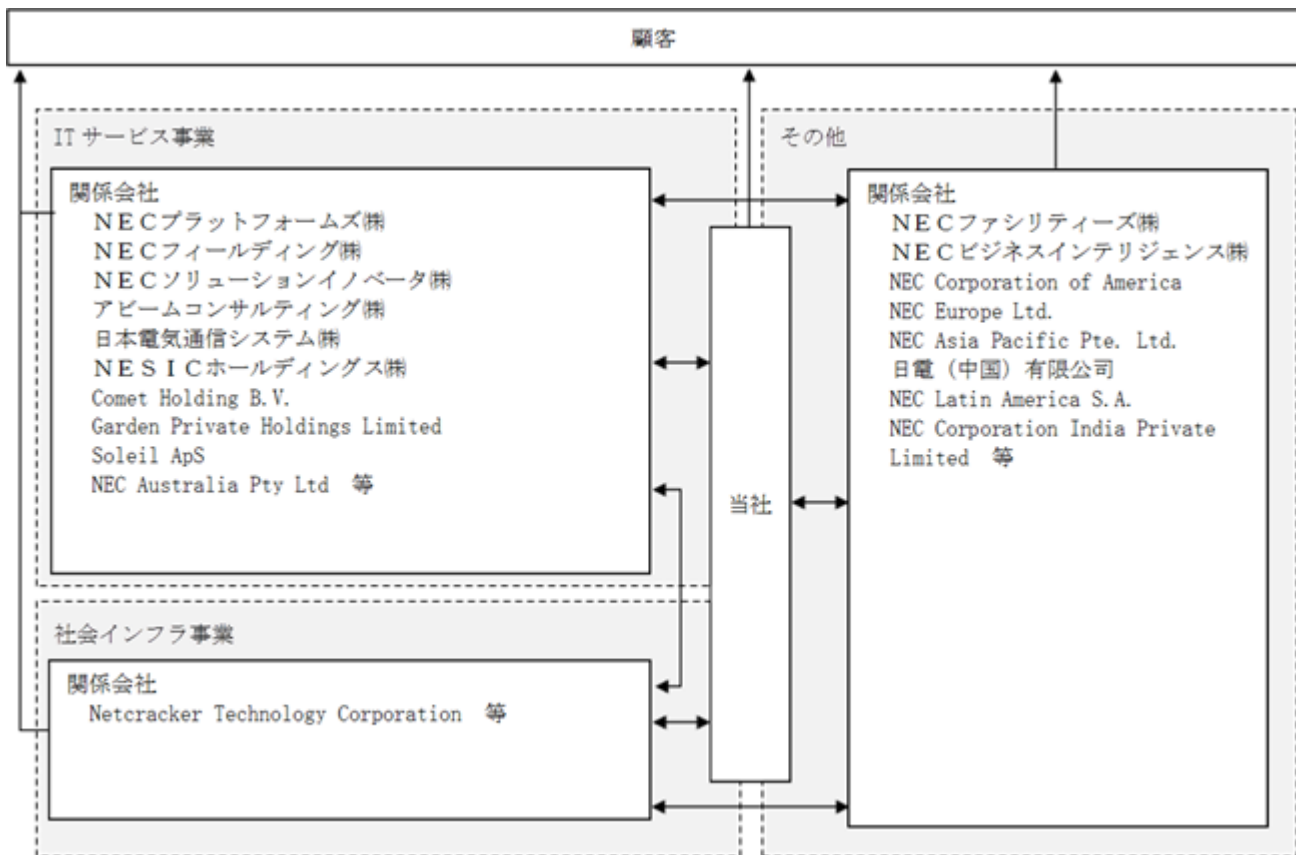 顧客
ITサービス事業
関係会社
ＮＥＣプラットフォームズ㈱
ＮＥＣフィールディング㈱
ＮＥＣソリューションイノベータ㈱
アビームコンサルティング㈱
日本電気通信システム㈱
ＮＥＳＩＣホールディングス㈱
Comet Holding B.V.
Garden Private Holdings Limited
Soleil ApS
NEC Australia Pty Ltd　等
社会インフラ事業
関係会社
Netcracker Technology Corporation　等
当社
その他
関係会社
ＮＥＣファシリティーズ㈱
ＮＥＣビジネスインテリジェンス㈱
NEC Corporation of America
NEC Europe Ltd.
NEC Asia Pacific Pte. Ltd.
日電（中国）有限公司
NEC Latin America S.A.
NEC Corporation India Private
Limited　等